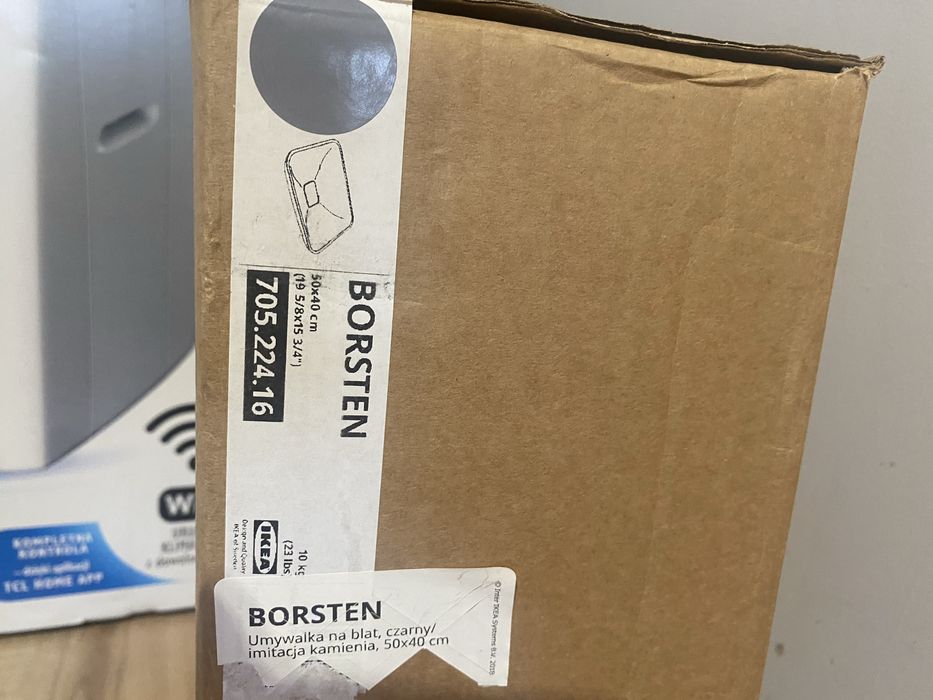 BORSTEN
50x40 cm
(19 5/8x15 3/4")
705.224.16
10 kg
(23 lbs)
IKEA
Design and Quality
IKEA of Sweden
BORSTEN
Umywalka na blat, czarny/
imitacja kamienia, 50x40 cm
© Inter IKEA Systems B.V. 2019
KOMPLETNA
KONTROLA
TCL HOME APP